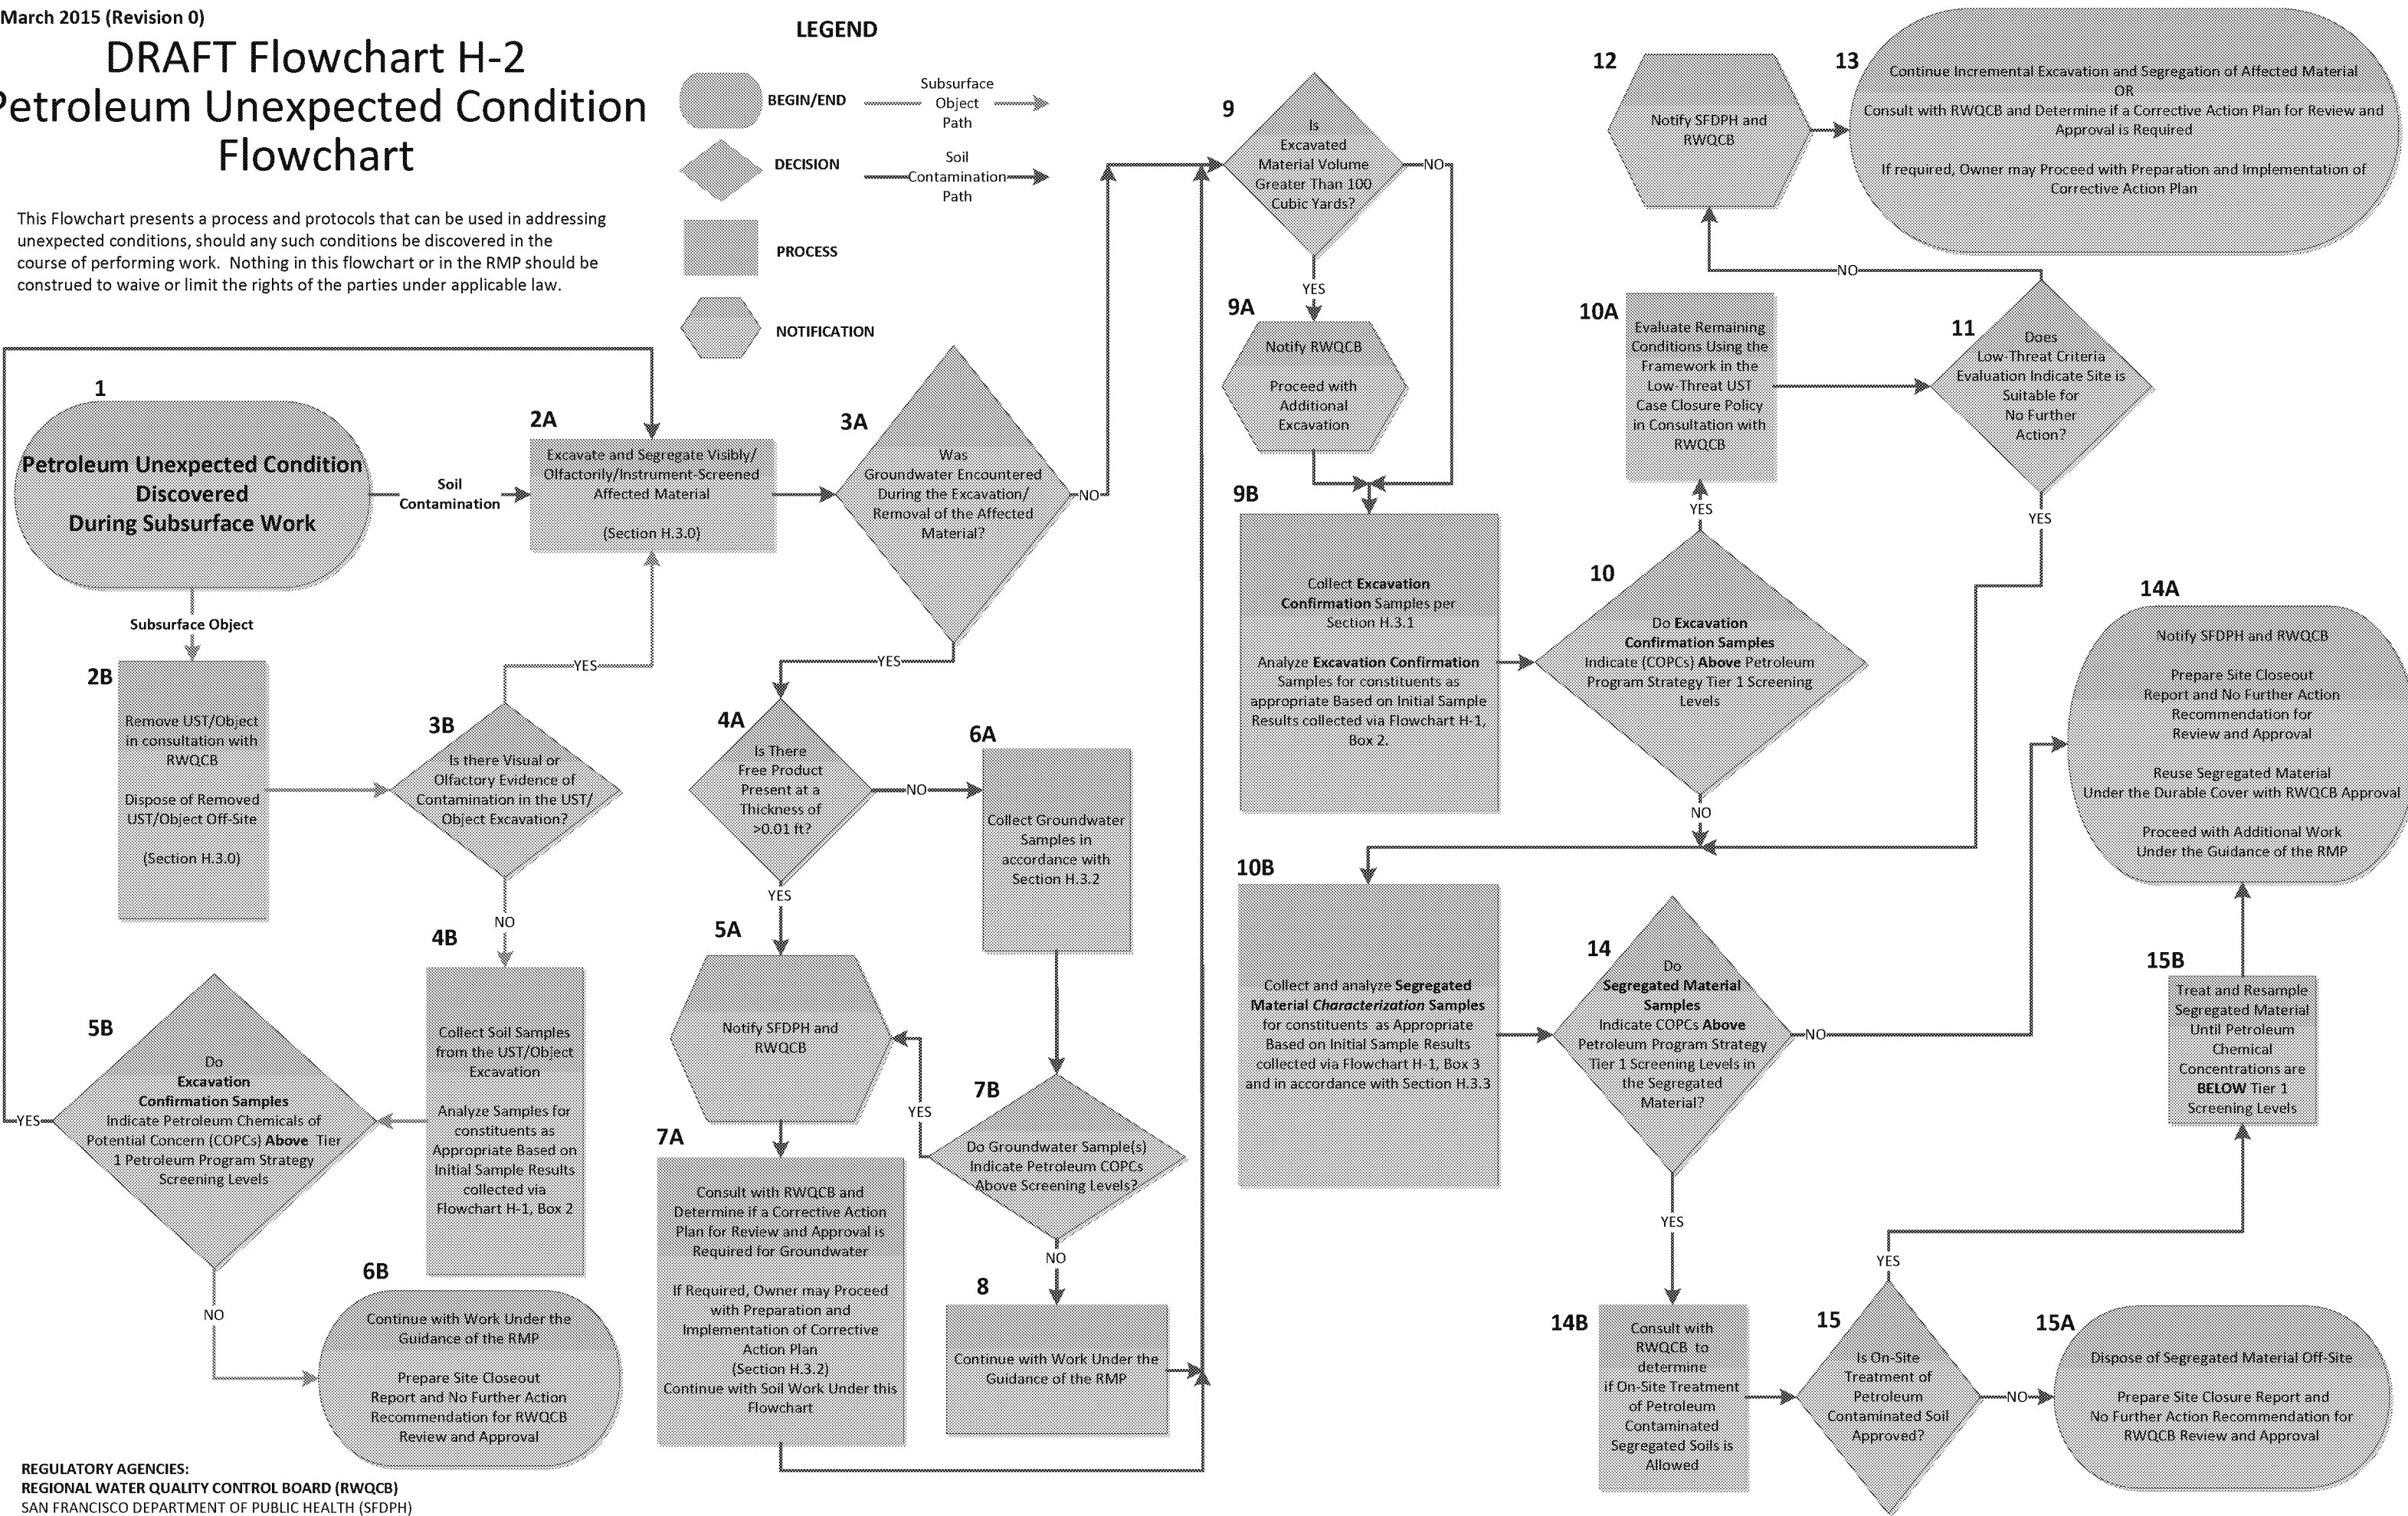 March 2015 (Revision 0)
DRAFT Flowchart H-2
Petroleum Unexpected Condition
Flowchart
This Flowchart presents a process and protocols that can be used in addressing
unexpected conditions, should any such conditions be discovered in the
course of performing work. Nothing in this flowchart or in the RMP should be
construed to waive or limit the rights of the parties under applicable law.
LEGEND
BEGIN/END
Subsurface
Object
Path
DECISION
Soil
Contamination
Path
PROCESS
NOTIFICATION
1
Petroleum Unexpected Condition
Discovered
During Subsurface Work
Soil
Contamination
Subsurface Object
2A
Excavate and Segregate Visibly/
Olfactorily/Instrument-Screened
Affected Material
(Section H.3.0)
3A
Was
Groundwater Encountered
During the Excavation/
Removal of the Affected
Material?
NO
YES
2B
Remove UST/Object
in consultation with
RWQCB
Dispose of Removed
UST/Object Off-Site
(Section H.3.0)
3B
Is there Visual or
Olfactory Evidence of
Contamination in the UST/
Object Excavation?
YES
NO
4B
Collect Soil Samples
from the UST/Object
Excavation
Analyze Samples for
constituents as
Appropriate Based on
Initial Sample Results
collected via
Flowchart H-1, Box 2
5B
Do
Excavation
Confirmation Samples
Indicate Petroleum Chemicals of
Potential Concern (COPCs) Above Tier
1 Petroleum Program Strategy
Screening Levels
YES
NO
6B
Continue with Work Under the
Guidance of the RMP
Prepare Site Closeout
Report and No Further Action
Recommendation for RWQCB
Review and Approval
4A
Is There
Free Product
Present at a
Thickness of
>0.01 ft?
NO
YES
6A
Collect Groundwater
Samples in
accordance with
Section H.3.2
5A
Notify SFDPH and
RWQCB
7B
Do Groundwater Sample(s)
Indicate Petroleum COPCs
Above Screening Levels?
YES
NO
7A
Consult with RWQCB and
Determine if a Corrective Action
Plan for Review and Approval is
Required for Groundwater
If Required, Owner may Proceed
with Preparation and
Implementation of Corrective
Action Plan
(Section H.3.2)
Continue with Soil Work Under this
Flowchart
8
Continue with Work Under the
Guidance of the RMP
9
Is
Excavated
Material Volume
Greater Than 100
Cubic Yards?
NO
YES
9A
Notify RWQCB
Proceed with
Additional
Excavation
9B
Collect Excavation
Confirmation Samples per
Section H.3.1
Analyze Excavation Confirmation
Samples for constituents as
appropriate Based on Initial Sample
Results collected via Flowchart H-1,
Box 2.
10
Do Excavation
Confirmation Samples
Indicate (COPCs) Above Petroleum
Program Strategy Tier 1 Screening
Levels
YES
NO
10A
Evaluate Remaining
Conditions Using the
Framework in the
Low-Threat UST
Case Closure Policy
in Consultation with
RWQCB
11
Does
Low-Threat Criteria
Evaluation Indicate Site is
Suitable for
No Further
Action?
NO
YES
12
Notify SFDPH and
RWQCB
13
Continue Incremental Excavation and Segregation of Affected Material
OR
Consult with RWQCB and Determine if a Corrective Action Plan for Review and
Approval is Required
If required, Owner may Proceed with Preparation and Implementation of
Corrective Action Plan
10B
Collect and analyze Segregated
Material Characterization Samples
for constituents as Appropriate
Based on Initial Sample Results
collected via Flowchart H-1, Box 3
and in accordance with Section H.3.3
14
Do
Segregated Material
Samples
Indicate COPCs Above
Petroleum Program Strategy
Tier 1 Screening Levels in
the Segregated
Material?
NO
YES
14A
Notify SFDPH and RWQCB
Prepare Site Closeout
Report and No Further Action
Recommendation for
Review and Approval
Reuse Segregated Material
Under the Durable Cover with RWQCB Approval
Proceed with Additional Work
Under the Guidance of the RMP
14B
Consult with
RWQCB to
determine
if On-Site Treatment
of Petroleum
Contaminated
Segregated Soils is
Allowed
15
Is On-Site
Treatment of
Petroleum
Contaminated Soil
Approved?
YES
NO
15B
Treat and Resample
Segregated Material
Until Petroleum
Chemical
Concentrations are
BELOW Tier 1
Screening Levels
15A
Dispose of Segregated Material Off-Site
Prepare Site Closure Report and
No Further Action Recommendation for
RWQCB Review and Approval
REGULATORY AGENCIES:
REGIONAL WATER QUALITY CONTROL BOARD (RWQCB)
SAN FRANCISCO DEPARTMENT OF PUBLIC HEALTH (SFDPH)